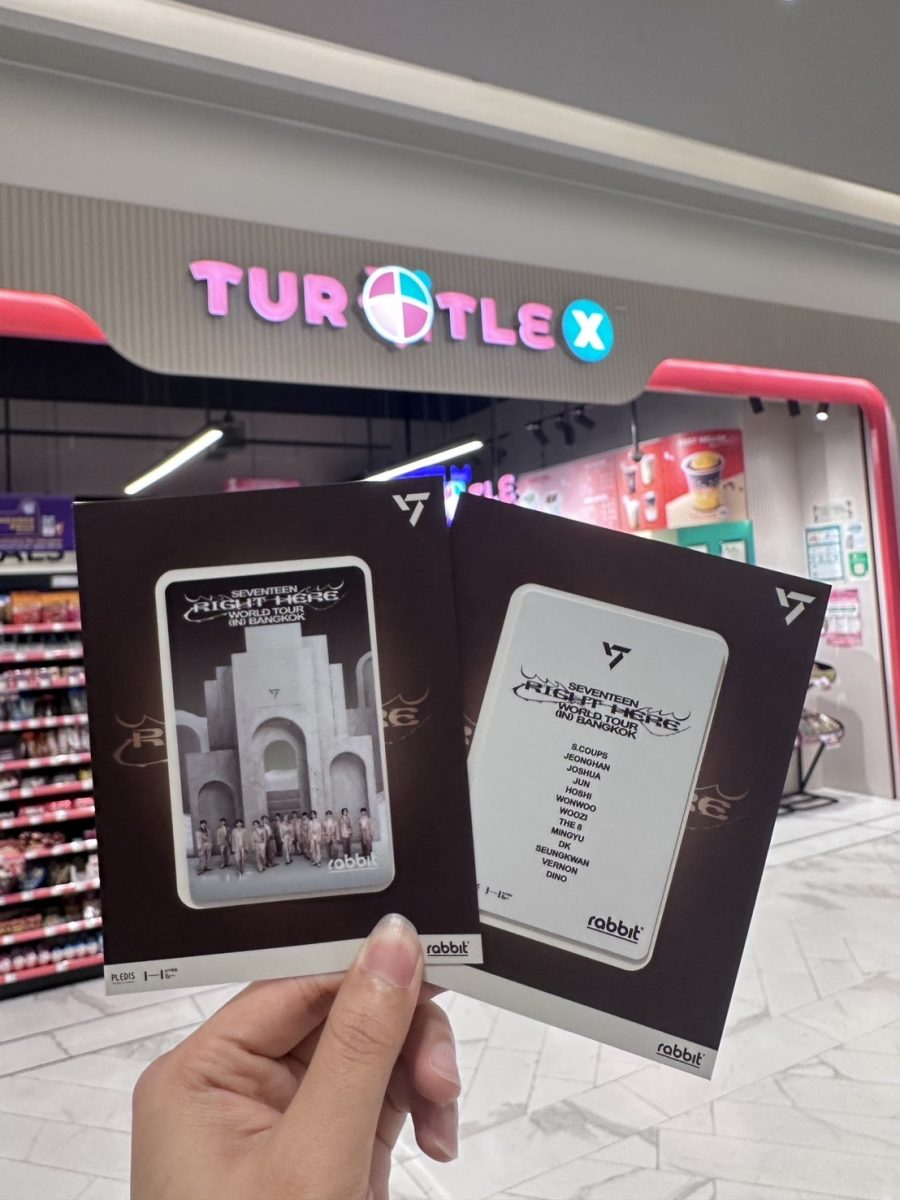 TURTLE X
SEVENTEEN
RIGHT HERE
WORLD TOUR
(IN) BANGKOK
rabbit
PLEDIS
rabbit
SEVENTEEN
RIGHT HERE
WORLD TOUR
(IN) BANGKOK
S.COUPS
JEONGHAN
JOSHUA
JUN
HOSHI
WONWOO
WOOZI
THE 8
MINGYU
DK
SEUNGKWAN
VERNON
DINO
rabbit
rabbit